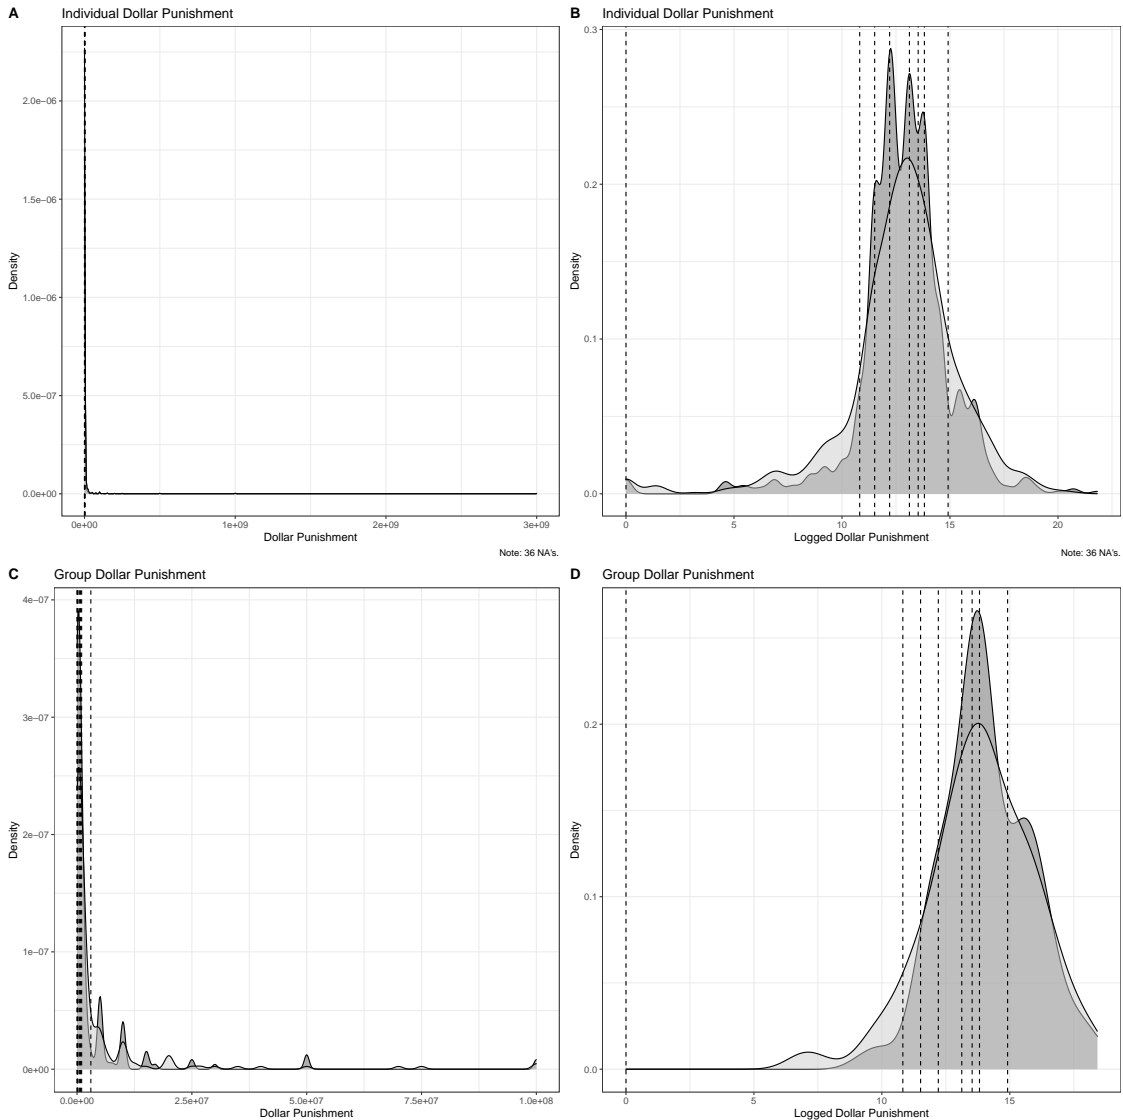 A Individual Dollar Punishment
2.0e−06
1.5e−06
1.0e−06
5.0e−07
0.0e+00
Density
0e+00 1e+09 2e+09 3e+09
Dollar Punishment
Note: 36 NA's.
B Individual Dollar Punishment
0.3
0.2
0.1
0.0
Density
0 5 10 15 20
Logged Dollar Punishment
Note: 36 NA's.
C Group Dollar Punishment
4e−07
3e−07
2e−07
1e−07
0e+00
Density
0.0e+00 2.5e+07 5.0e+07 7.5e+07 1.0e+08
Dollar Punishment
D Group Dollar Punishment
0.2
0.1
0.0
Density
0 5 10 15
Logged Dollar Punishment